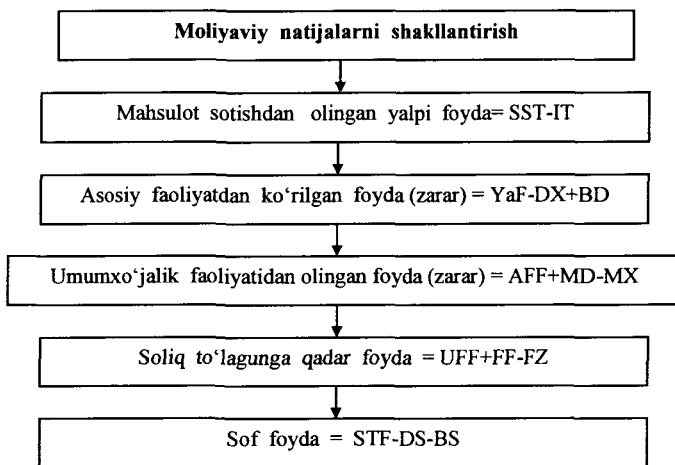 Moliyaviy natijalarni shakllantirish
Mahsulot sotishdan olingan yalpi foyda= SST-IT
Asosiy faoliyatdan ko‘rilgan foyda (zarar) = YaF-DX+BD
Umumxo‘jalik faoliyatidan olingan foyda (zarar) = AFF+MD-MX
Soliq to‘lagunga qadar foyda = UFF+FF-FZ
Sof foyda = STF-DS-BS